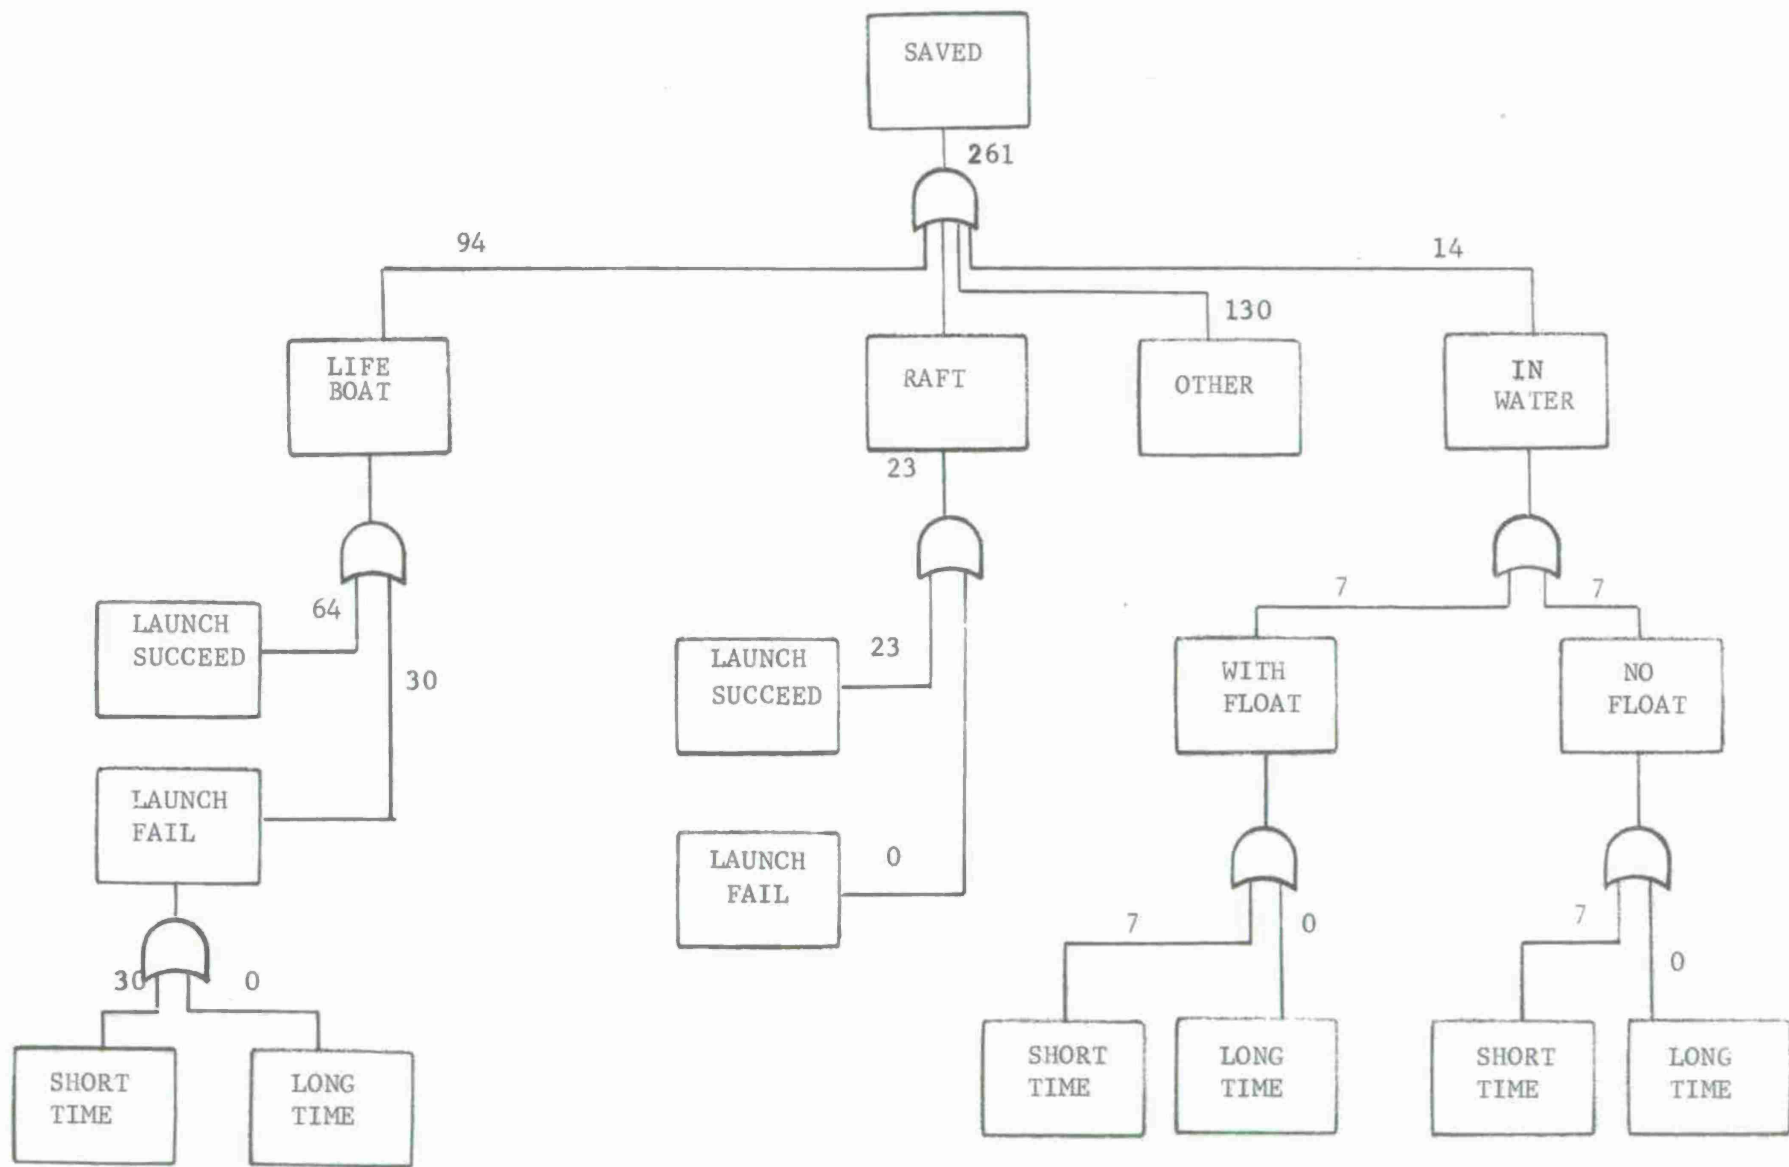 SAVED
261
94
14
130
LIFE
BOAT
RAFT
OTHER
IN
WATER
23
LAUNCH
SUCCEED
64
30
LAUNCH
SUCCEED
23
7
7
WITH
FLOAT
NO
FLOAT
LAUNCH
FAIL
LAUNCH
FAIL
0
30
0
7
0
7
0
SHORT
TIME
LONG
TIME
SHORT
TIME
LONG
TIME
SHORT
TIME
LONG
TIME